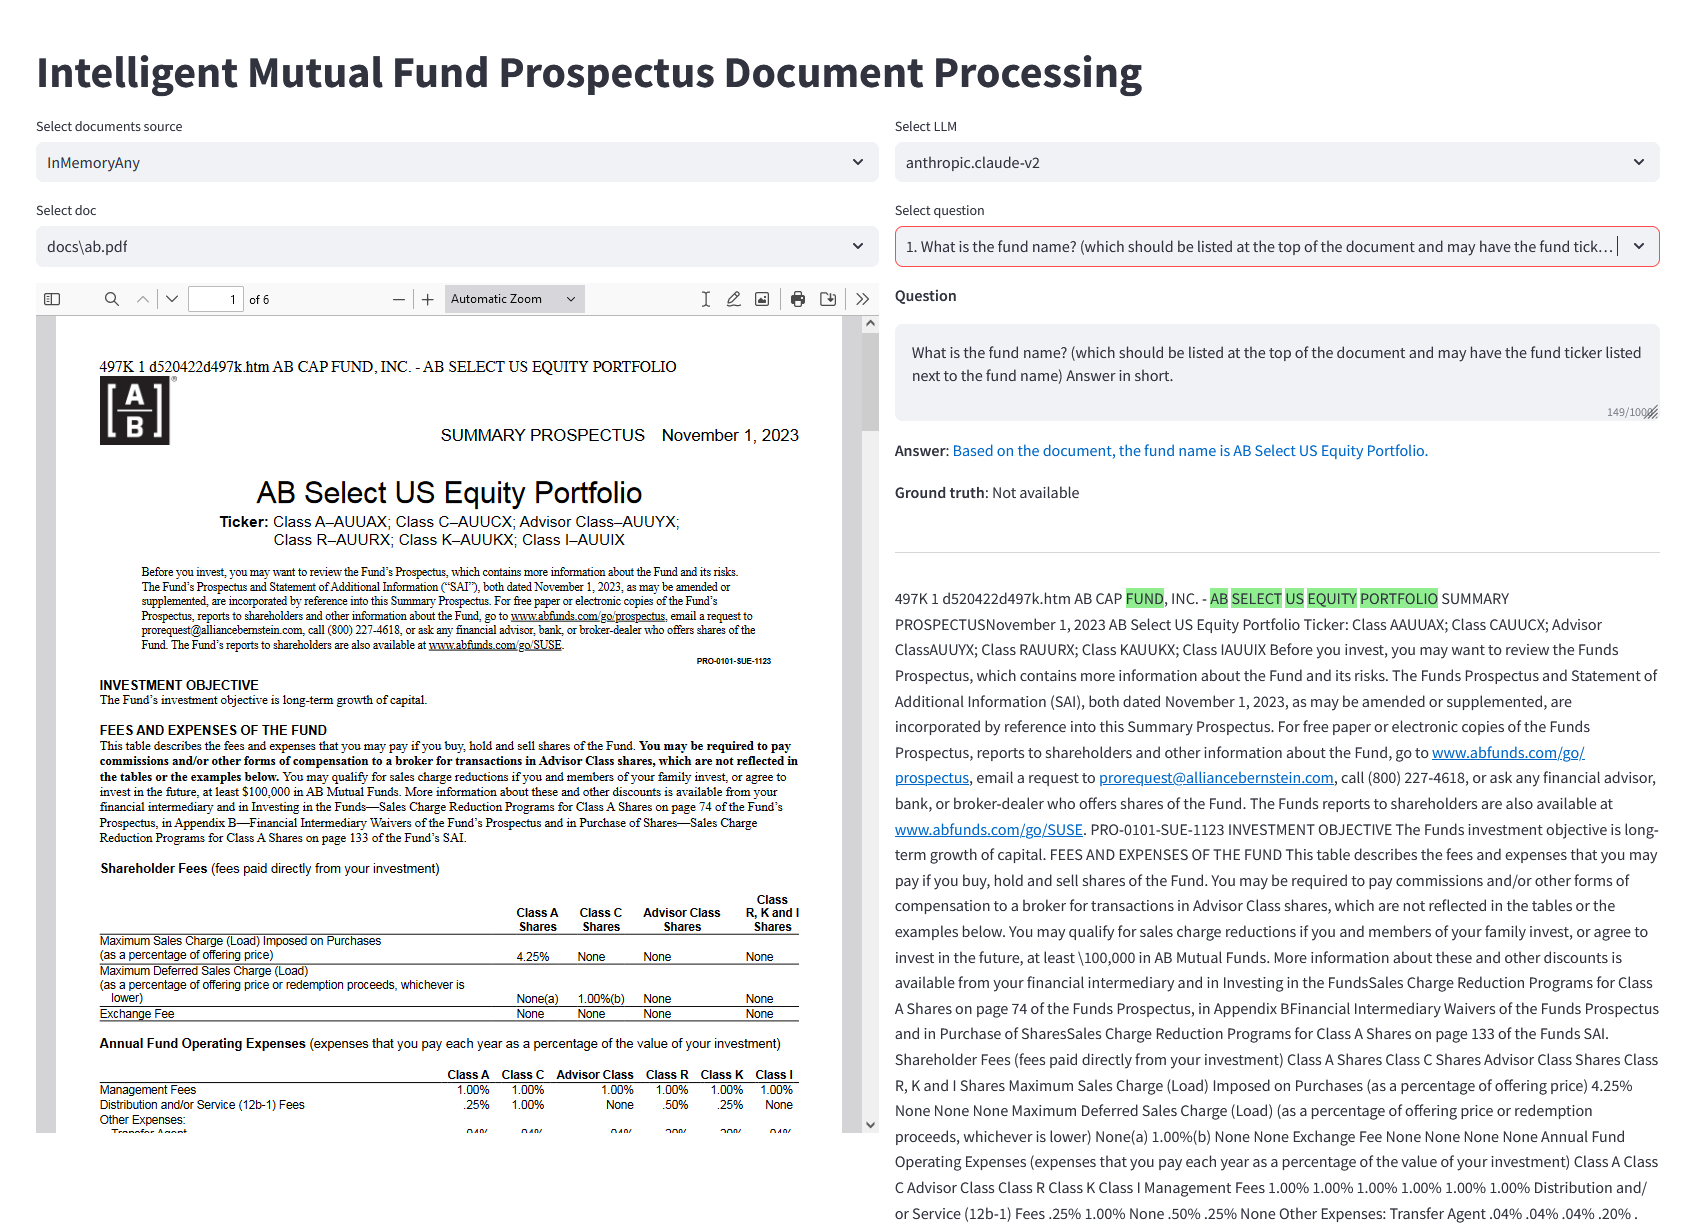 Intelligent Mutual Fund Prospectus Document Processing
Select documents source
InMemoryAny
Select doc
docs\ab.pdf
1 of 6
Automatic Zoom
497K 1 d520422d497k.htm AB CAP FUND, INC. - AB SELECT US EQUITY PORTFOLIO
[A/B]®
SUMMARY PROSPECTUS November 1, 2023
AB Select US Equity Portfolio
Ticker: Class A–AUUAX; Class C–AUUCX; Advisor Class–AUUYX;
Class R–AUURX; Class K–AUUKX; Class I–AUUIX
Before you invest, you may want to review the Fund's Prospectus, which contains more information about the Fund and its risks.
The Fund's Prospectus and Statement of Additional Information ("SAI"), both dated November 1, 2023, as may be amended or
supplemented, are incorporated by reference into this Summary Prospectus. For free paper or electronic copies of the Fund's
Prospectus, reports to shareholders and other information about the Fund, go to www.abfunds.com/go/prospectus, email a request to
prorequest@alliancebernstein.com, call (800) 227-4618, or ask any financial advisor, bank, or broker-dealer who offers shares of the
Fund. The Fund's reports to shareholders are also available at www.abfunds.com/go/SUSE.
PRO-0101-SUE-1123
INVESTMENT OBJECTIVE
The Fund's investment objective is long-term growth of capital.
FEES AND EXPENSES OF THE FUND
This table describes the fees and expenses that you may pay if you buy, hold and sell shares of the Fund. You may be required to pay
commissions and/or other forms of compensation to a broker for transactions in Advisor Class shares, which are not reflected in
the tables or the examples below. You may qualify for sales charge reductions if you and members of your family invest, or agree to
invest in the future, at least $100,000 in AB Mutual Funds. More information about these and other discounts is available from your
financial intermediary and in Investing in the Funds—Sales Charge Reduction Programs for Class A Shares on page 74 of the Fund's
Prospectus, in Appendix B—Financial Intermediary Waivers of the Fund's Prospectus and in Purchase of Shares—Sales Charge
Reduction Programs for Class A Shares on page 133 of the Fund's SAI.
Shareholder Fees (fees paid directly from your investment)
Class A Shares Class C Shares Advisor Class Shares Class R, K and I Shares
Maximum Sales Charge (Load) Imposed on Purchases
(as a percentage of offering price) 4.25% None None None
Maximum Deferred Sales Charge (Load)
(as a percentage of offering price or redemption proceeds, whichever is
lower) None(a) 1.00%(b) None None
Exchange Fee None None None None
Annual Fund Operating Expenses (expenses that you pay each year as a percentage of the value of your investment)
Class A Class C Advisor Class Class R Class K Class I
Management Fees 1.00% 1.00% 1.00% 1.00% 1.00% 1.00%
Distribution and/or Service (12b-1) Fees .25% 1.00% None .50% .25% None
Other Expenses:
Transfer Agent .04% .04% .04% .20% .20% .04%
Select LLM
anthropic.claude-v2
Select question
1. What is the fund name? (which should be listed at the top of the document and may have the fund tick...
Question
What is the fund name? (which should be listed at the top of the document and may have the fund ticker listed
next to the fund name) Answer in short.
149/1000
Answer: Based on the document, the fund name is AB Select US Equity Portfolio.
Ground truth: Not available
497K 1 d520422d497k.htm AB CAP FUND, INC. - AB SELECT US EQUITY PORTFOLIO SUMMARY
PROSPECTUSNovember 1, 2023 AB Select US Equity Portfolio Ticker: Class AAUUAX; Class CAUUCX; Advisor
ClassAUUYX; Class RAUURX; Class KAUUKX; Class IAUUIX Before you invest, you may want to review the Funds
Prospectus, which contains more information about the Fund and its risks. The Funds Prospectus and Statement of
Additional Information (SAI), both dated November 1, 2023, as may be amended or supplemented, are
incorporated by reference into this Summary Prospectus. For free paper or electronic copies of the Funds
Prospectus, reports to shareholders and other information about the Fund, go to www.abfunds.com/go/
prospectus, email a request to prorequest@alliancebernstein.com, call (800) 227-4618, or ask any financial advisor,
bank, or broker-dealer who offers shares of the Fund. The Funds reports to shareholders are also available at
www.abfunds.com/go/SUSE. PRO-0101-SUE-1123 INVESTMENT OBJECTIVE The Funds investment objective is long-
term growth of capital. FEES AND EXPENSES OF THE FUND This table describes the fees and expenses that you may
pay if you buy, hold and sell shares of the Fund. You may be required to pay commissions and/or other forms of
compensation to a broker for transactions in Advisor Class shares, which are not reflected in the tables or the
examples below. You may qualify for sales charge reductions if you and members of your family invest, or agree to
invest in the future, at least \100,000 in AB Mutual Funds. More information about these and other discounts is
available from your financial intermediary and in Investing in the FundsSales Charge Reduction Programs for Class
A Shares on page 74 of the Funds Prospectus, in Appendix BFinancial Intermediary Waivers of the Funds Prospectus
and in Purchase of SharesSales Charge Reduction Programs for Class A Shares on page 133 of the Funds SAI.
Shareholder Fees (fees paid directly from your investment) Class A Shares Class C Shares Advisor Class Shares Class
R, K and I Shares Maximum Sales Charge (Load) Imposed on Purchases (as a percentage of offering price) 4.25%
None None None Maximum Deferred Sales Charge (Load) (as a percentage of offering price or redemption
proceeds, whichever is lower) None(a) 1.00%(b) None None Exchange Fee None None None None Annual Fund
Operating Expenses (expenses that you pay each year as a percentage of the value of your investment) Class A Class
C Advisor Class Class R Class K Class I Management Fees 1.00% 1.00% 1.00% 1.00% 1.00% 1.00% Distribution and/
or Service (12b-1) Fees .25% 1.00% None .50% .25% None Other Expenses: Transfer Agent .04% .04% .04% .20% .